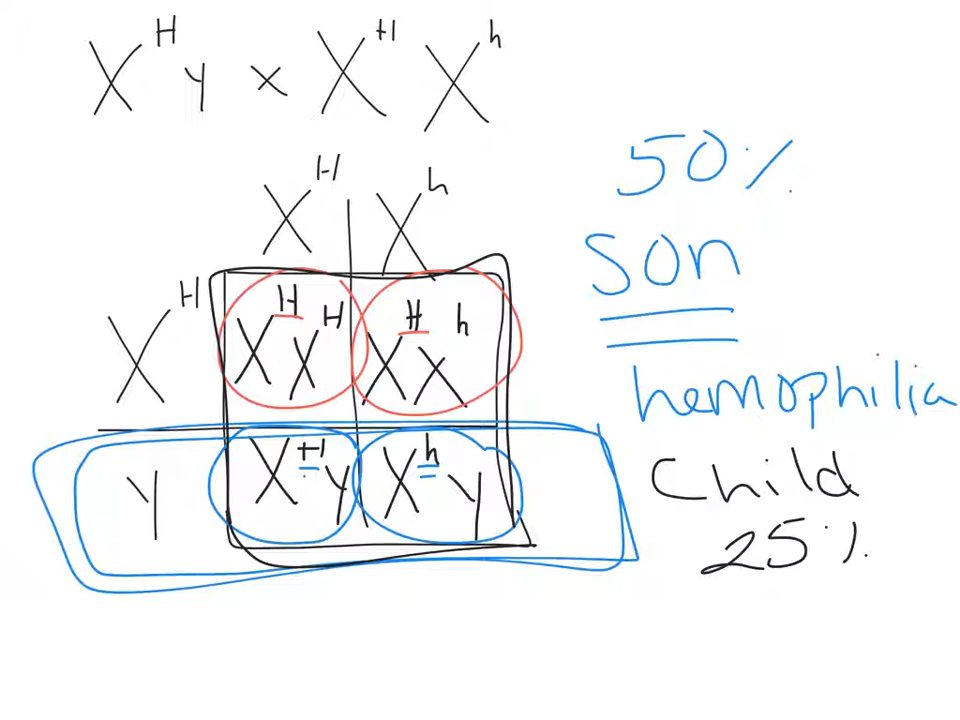 X^H Y x X^H X^h
X^H X^h
X^H X^H X^H X^H X^h
Y X^H Y X^h Y
50%
son
hemophilia
Child
25%